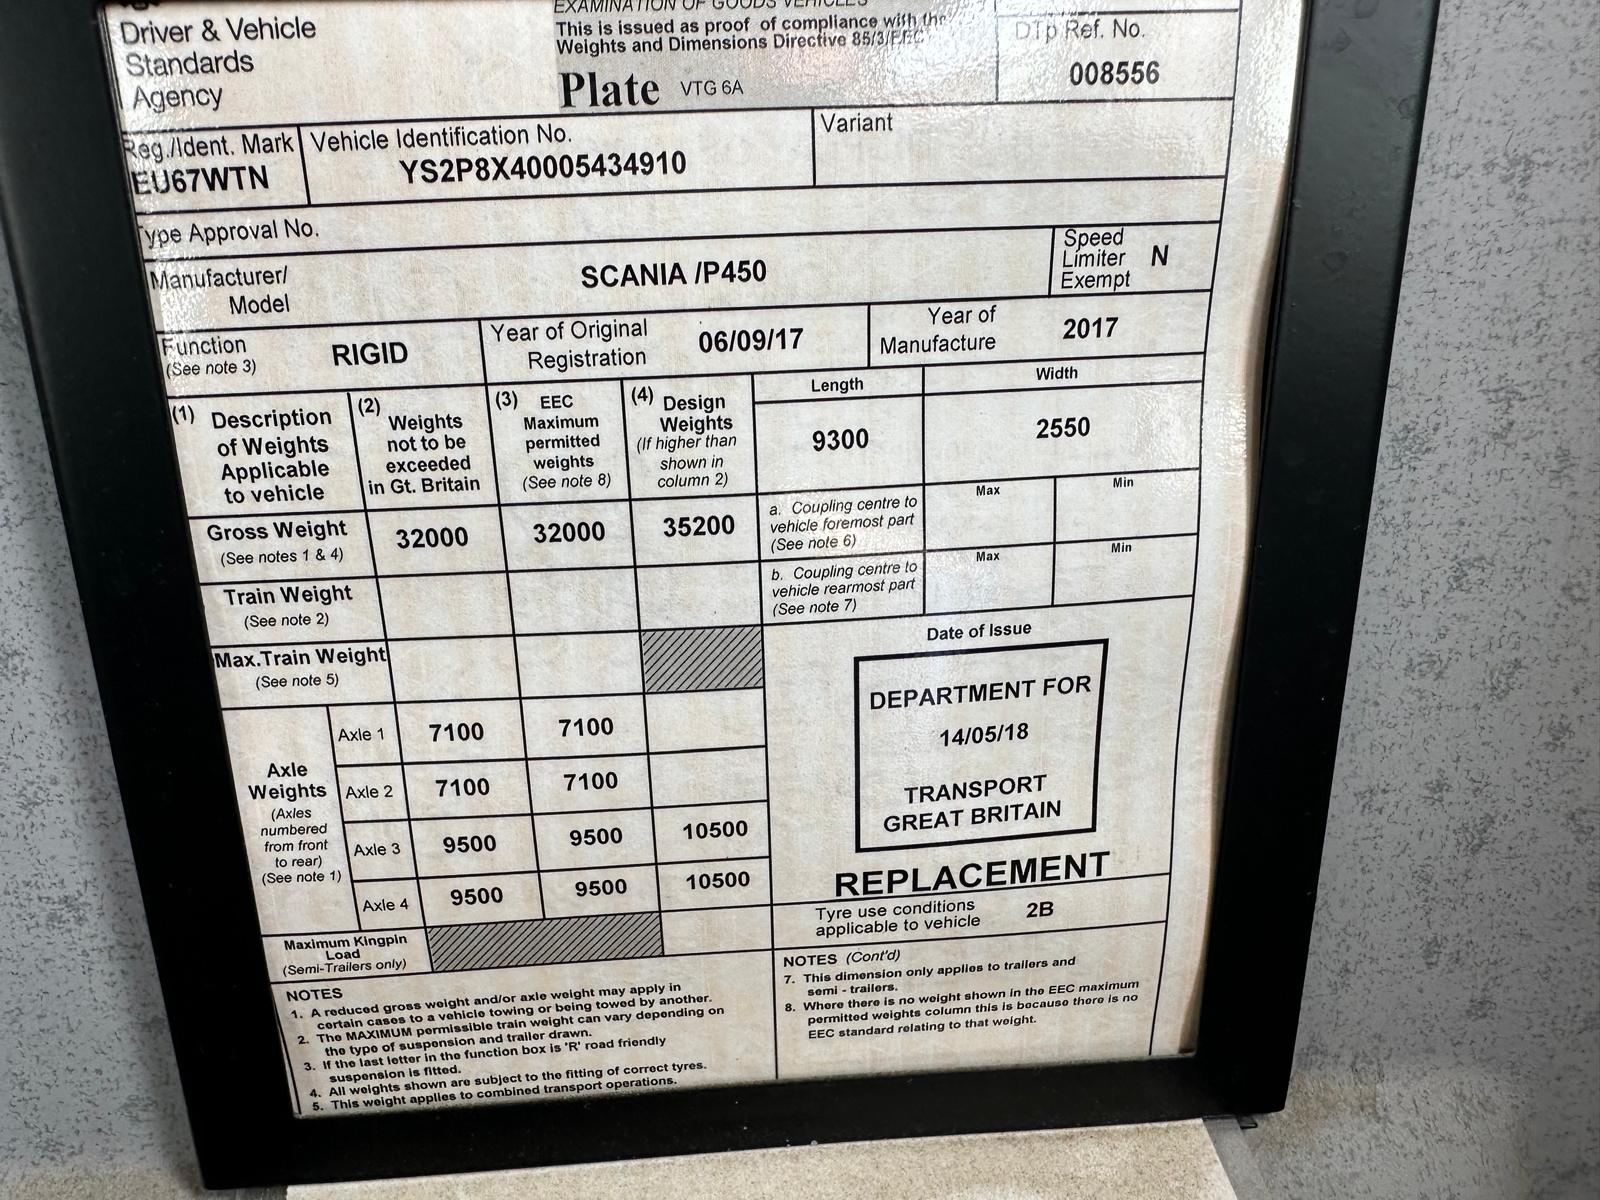 EXAMINATION OF GOODS VEHICLES
Driver & Vehicle
Standards
Agency
This is issued as proof of compliance with the
Weights and Dimensions Directive 85/3/EEC
Plate VTG 6A
DTp Ref. No.
008556
Reg./Ident. Mark
EU67WTN
Vehicle Identification No.
YS2P8X40005434910
Variant
Type Approval No.
Manufacturer/
Model
SCANIA /P450
Speed
Limiter
Exempt
N
Function
(See note 3)
RIGID
Year of Original
Registration
06/09/17
Year of
Manufacture
2017
(1) Description
of Weights
Applicable
to vehicle
(2) Weights
not to be
exceeded
in Gt. Britain
(3) EEC
Maximum
permitted
weights
(See note 8)
(4) Design
Weights
(If higher than
shown in
column 2)
Length
9300
Width
2550
Gross Weight
(See notes 1 & 4)
32000
32000
35200
a. Coupling centre to
vehicle foremost part
(See note 6)
Max
Min
Train Weight
(See note 2)
b. Coupling centre to
vehicle rearmost part
(See note 7)
Max
Min
Max.Train Weight
(See note 5)
Axle
Weights
(Axles
numbered
from front
to rear)
(See note 1)
Axle 1 7100 7100
Axle 2 7100 7100
Axle 3 9500 9500 10500
Axle 4 9500 9500 10500
Maximum Kingpin
Load
(Semi-Trailers only)
Date of Issue
DEPARTMENT FOR
14/05/18
TRANSPORT
GREAT BRITAIN
REPLACEMENT
Tyre use conditions
applicable to vehicle
2B
NOTES
1. A reduced gross weight and/or axle weight may apply in
certain cases to a vehicle towing or being towed by another.
2. The MAXIMUM permissible train weight can vary depending on
the type of suspension and trailer drawn.
3. If the last letter in the function box is 'R' road friendly
suspension is fitted.
4. All weights shown are subject to the fitting of correct tyres.
5. This weight applies to combined transport operations.
NOTES (Cont'd)
7. This dimension only applies to trailers and
semi - trailers.
8. Where there is no weight shown in the EEC maximum
permitted weights column this is because there is no
EEC standard relating to that weight.